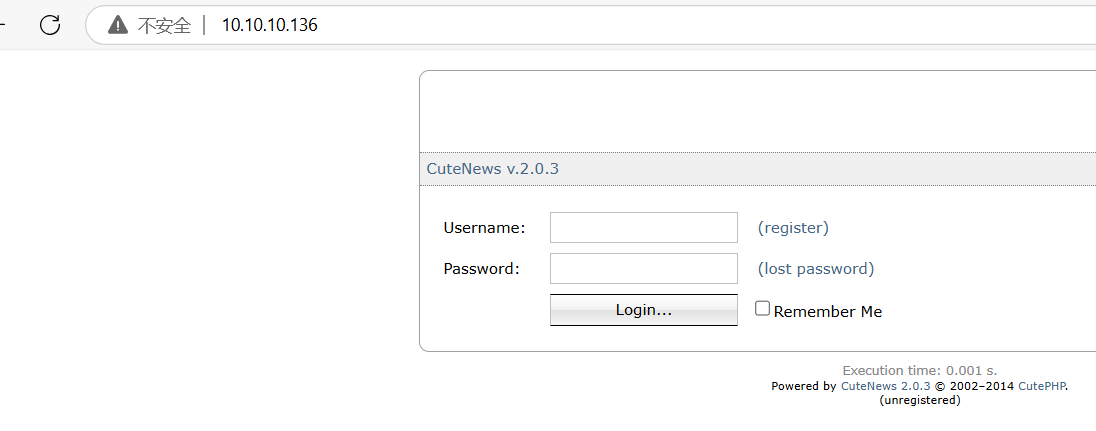 不安全 10.10.10.136
CuteNews v.2.0.3
Username: (register)
Password: (lost password)
Login... Remember Me
Execution time: 0.001 s.
Powered by CuteNews 2.0.3 © 2002–2014 CutePHP.
(unregistered)